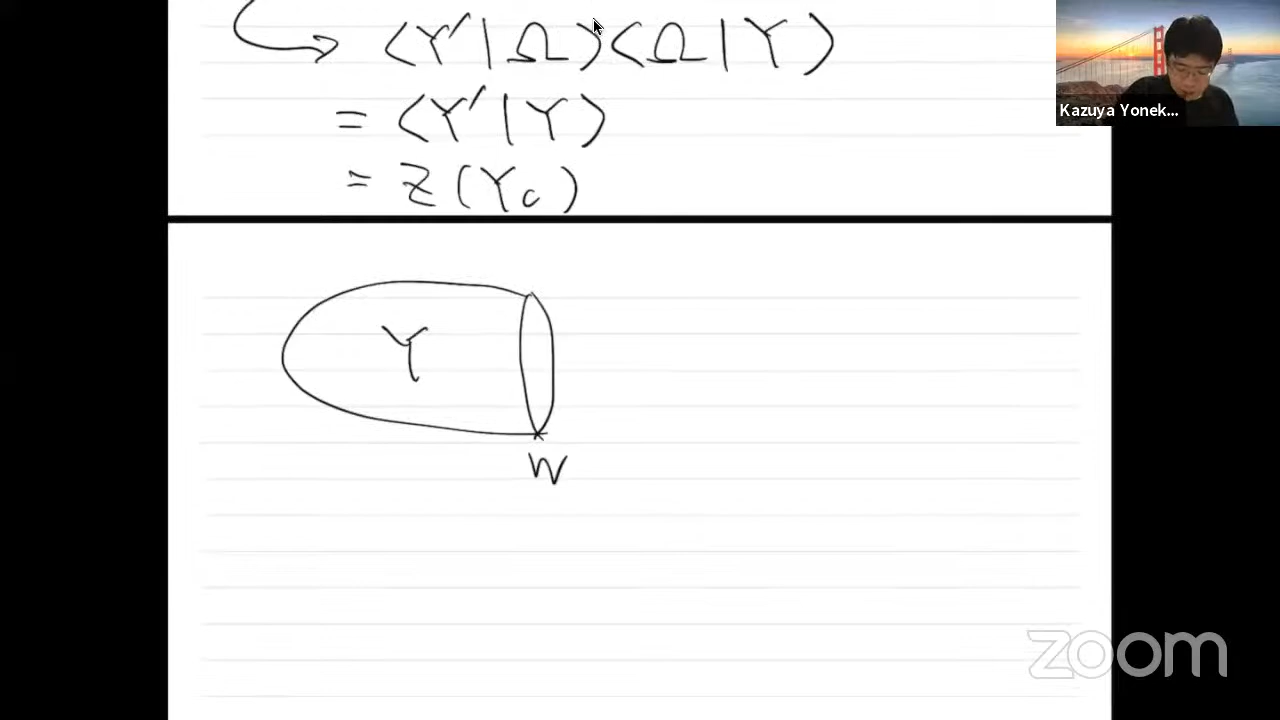 ⟨Y′|Ω⟩⟨Ω|Y⟩
= ⟨Y′|Y⟩
= Z(Y_c)
Y
W
Kazuya Yonek...
zoom